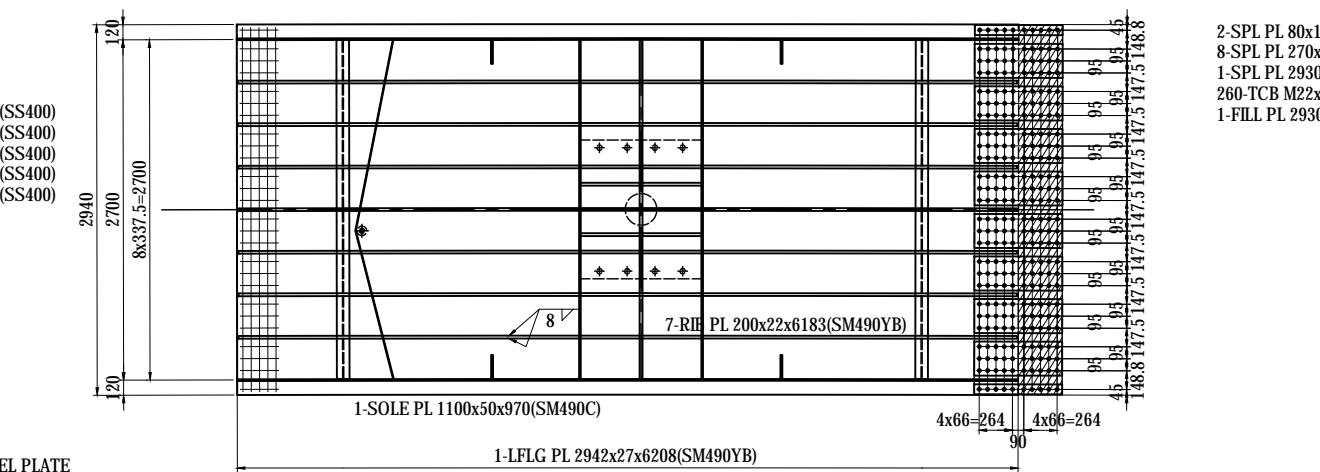 (SS400)
(SS400)
(SS400)
(SS400)
(SS400)
2-SPL PL 80x1
8-SPL PL 270x
1-SPL PL 2930
260-TCB M22x
1-FILL PL 2930
120
2940
2700
8x337.5=2700
120
45
148.8
95
147.5
95
147.5
95
147.5
95
147.5
95
147.5
95
147.5
95
147.5
95
148.8
45
8
7-RIB PL 200x22x6183(SM490YB)
1-SOLE PL 1100x50x970(SM490C)
4x66=264
90
4x66=264
1-LFLG PL 2942x27x6208(SM490YB)
EL PLATE